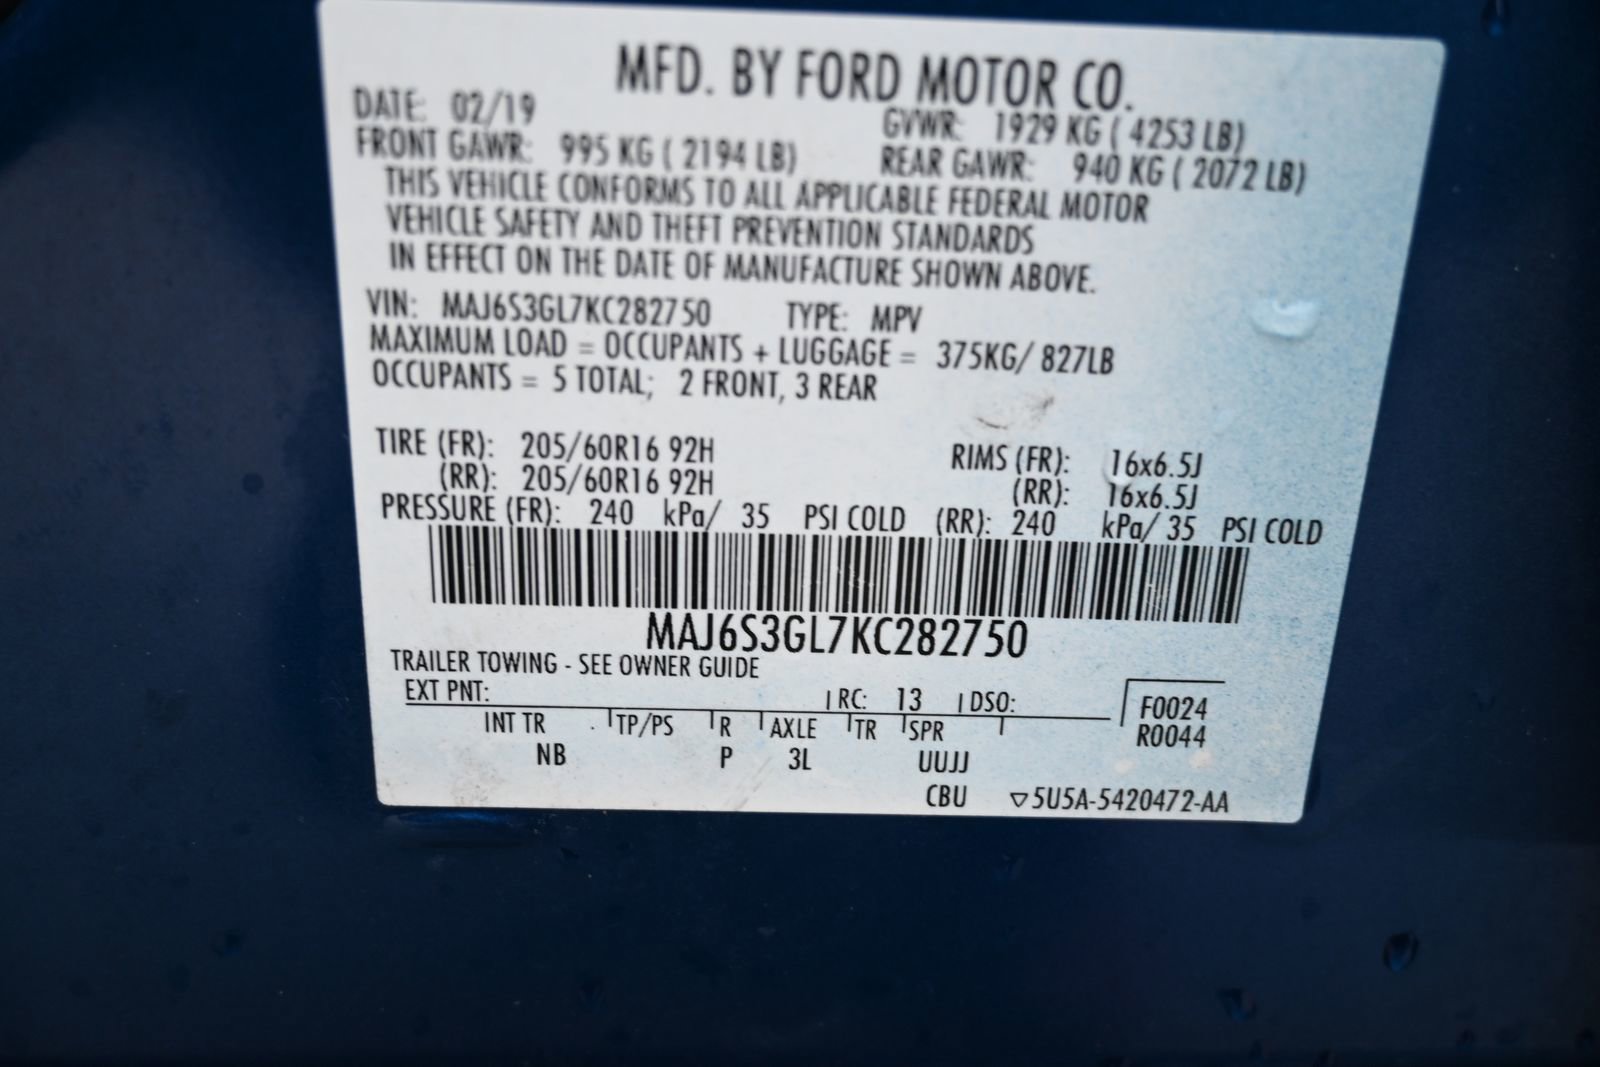 MFD. BY FORD MOTOR CO.
DATE: 02/19 GVWR: 1929 KG ( 4253 LB)
FRONT GAWR: 995 KG ( 2194 LB) REAR GAWR: 940 KG ( 2072 LB)
THIS VEHICLE CONFORMS TO ALL APPLICABLE FEDERAL MOTOR
VEHICLE SAFETY AND THEFT PREVENTION STANDARDS
IN EFFECT ON THE DATE OF MANUFACTURE SHOWN ABOVE.
VIN: MAJ6S3GL7KC282750 TYPE: MPV
MAXIMUM LOAD = OCCUPANTS + LUGGAGE = 375KG/ 827LB
OCCUPANTS = 5 TOTAL; 2 FRONT, 3 REAR
TIRE (FR): 205/60R16 92H RIMS (FR): 16x6.5J
(RR): 205/60R16 92H (RR): 16x6.5J
PRESSURE (FR): 240 kPa/ 35 PSI COLD (RR): 240 kPa/ 35 PSI COLD
MAJ6S3GL7KC282750
TRAILER TOWING - SEE OWNER GUIDE
EXT PNT: RC: 13 DSO: F0024
INT TR TP/PS R AXLE TR SPR R0044
NB P 3L UUJJ
CBU ▽5U5A-5420472-AA